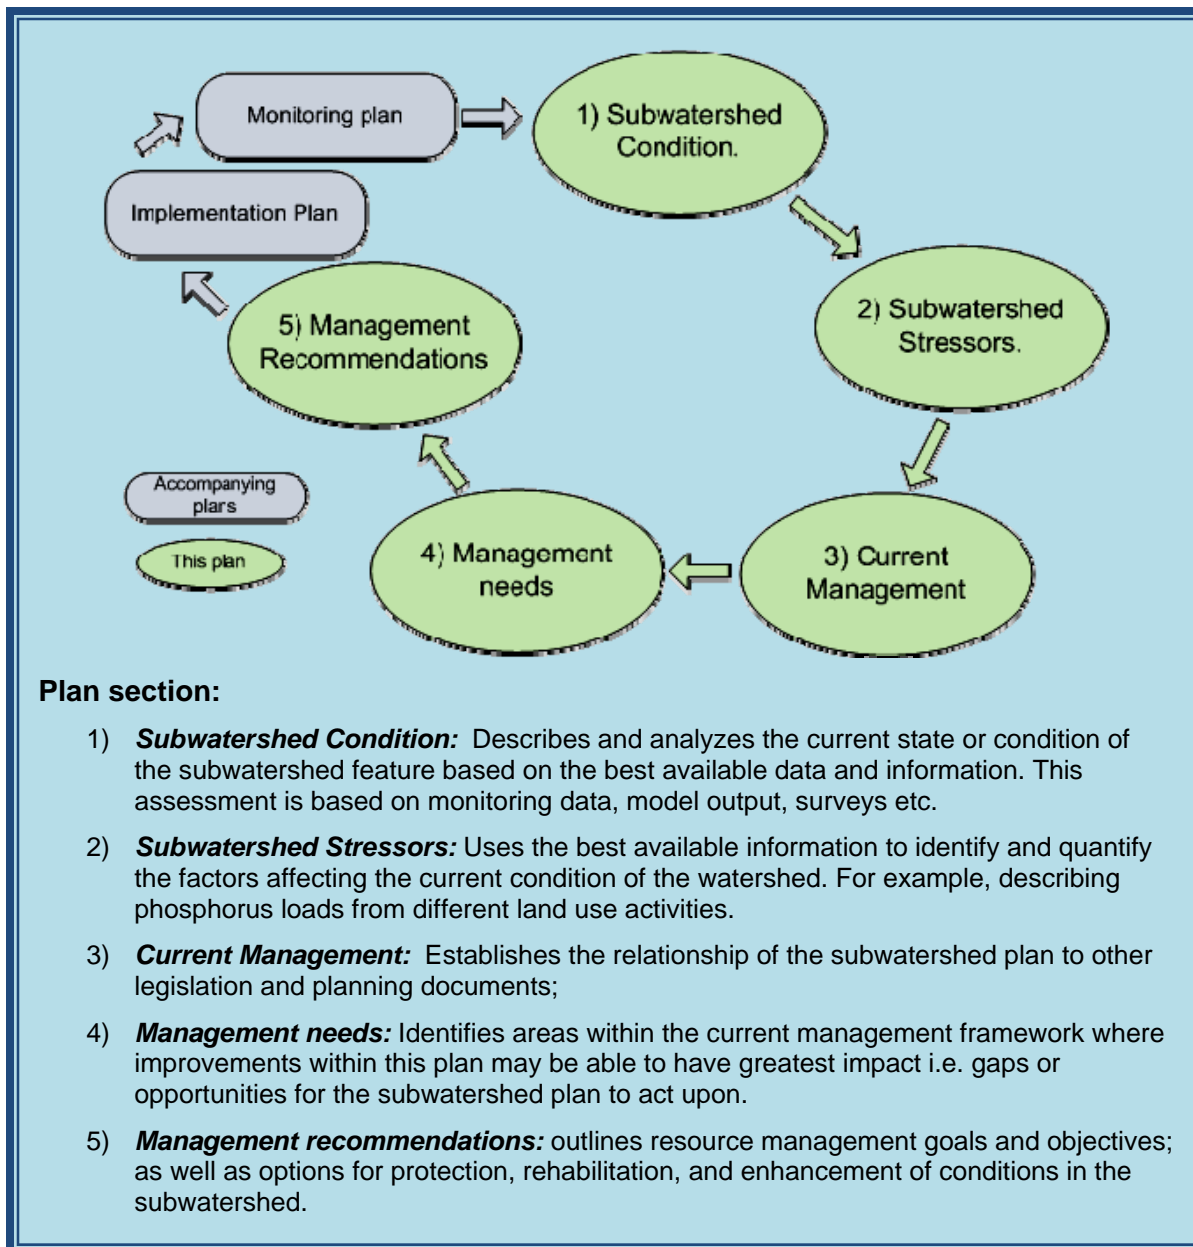 Monitoring plan
1) Subwatershed
Condition.
Implementation Plan
2) Subwatershed
Stressors.
5) Management
Recommendations
Accompanying
plars
This plan
4) Management
needs
3) Current
Management
Plan section:
1) Subwatershed Condition: Describes and analyzes the current state or condition of
the subwatershed feature based on the best available data and information. This
assessment is based on monitoring data, model output, surveys etc.
2) Subwatershed Stressors: Uses the best available information to identify and quantify
the factors affecting the current condition of the watershed. For example, describing
phosphorus loads from different land use activities.
3) Current Management: Establishes the relationship of the subwatershed plan to other
legislation and planning documents;
4) Management needs: Identifies areas within the current management framework where
improvements within this plan may be able to have greatest impact i.e. gaps or
opportunities for the subwatershed plan to act upon.
5) Management recommendations: outlines resource management goals and objectives;
as well as options for protection, rehabilitation, and enhancement of conditions in the
subwatershed.